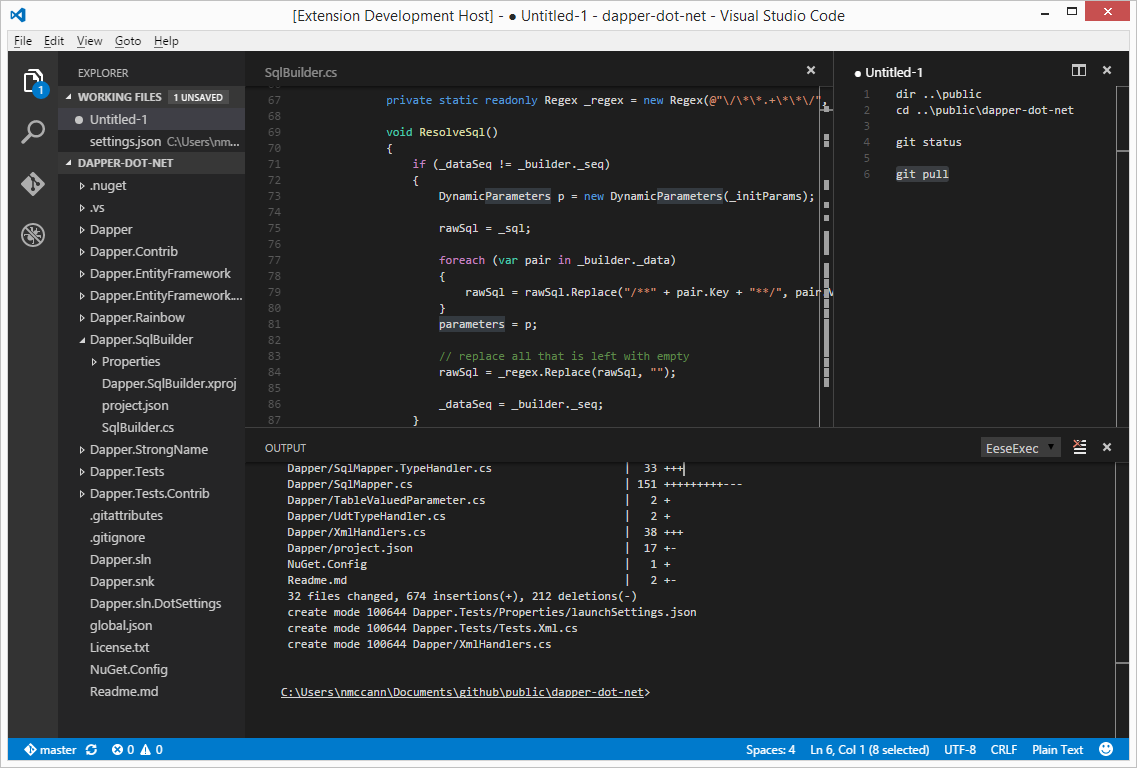 [Extension Development Host] - ● Untitled-1 - dapper-dot-net - Visual Studio Code
File Edit View Goto Help
EXPLORER
WORKING FILES 1 UNSAVED
Untitled-1
settings.json C:\Users\nm...
DAPPER-DOT-NET
.nuget
.vs
Dapper
Dapper.Contrib
Dapper.EntityFramework
Dapper.EntityFramework....
Dapper.Rainbow
Dapper.SqlBuilder
Properties
Dapper.SqlBuilder.xproj
project.json
SqlBuilder.cs
Dapper.StrongName
Dapper.Tests
Dapper.Tests.Contrib
.gitattributes
.gitignore
Dapper.sln
Dapper.snk
Dapper.sln.DotSettings
global.json
License.txt
NuGet.Config
Readme.md
1
SqlBuilder.cs
67 private static readonly Regex _regex = new Regex(@"\/\*\*.+\*\*\/",
68
69 void ResolveSql()
70 {
71 if (_dataSeq != _builder._seq)
72 {
73 DynamicParameters p = new DynamicParameters(_initParams);
74
75 rawSql = _sql;
76
77 foreach (var pair in _builder._data)
78 {
79 rawSql = rawSql.Replace("/**" + pair.Key + "**/", pair
80 }
81 parameters = p;
82
83 // replace all that is left with empty
84 rawSql = _regex.Replace(rawSql, "");
85
86 _dataSeq = _builder._seq;
87 }
● Untitled-1
1 dir ..\public
2 cd ..\public\dapper-dot-net
3
4 git status
5
6 git pull
OUTPUT EeseExec
Dapper/SqlMapper.TypeHandler.cs | 33 +++
Dapper/SqlMapper.cs | 151 +++++++++---
Dapper/TableValuedParameter.cs | 2 +
Dapper/UdtTypeHandler.cs | 2 +
Dapper/XmlHandlers.cs | 38 +++
Dapper/project.json | 17 +-
NuGet.Config | 1 +
Readme.md | 2 +-
32 files changed, 674 insertions(+), 212 deletions(-)
create mode 100644 Dapper.Tests/Properties/launchSettings.json
create mode 100644 Dapper.Tests/Tests.Xml.cs
create mode 100644 Dapper/XmlHandlers.cs
C:\Users\nmccann\Documents\github\public\dapper-dot-net>
master 0 0 Spaces: 4 Ln 6, Col 1 (8 selected) UTF-8 CRLF Plain Text